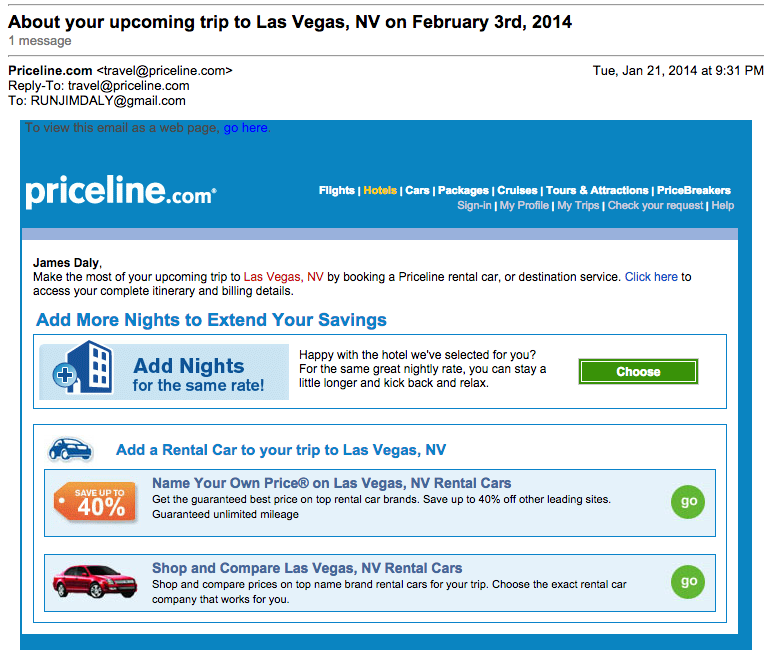 About your upcoming trip to Las Vegas, NV on February 3rd, 2014
1 message
Priceline.com <travel@priceline.com>
Tue, Jan 21, 2014 at 9:31 PM
Reply-To: travel@priceline.com
To: RUNJIMDALY@gmail.com
To view this email as a web page, go here.
priceline.com®
Flights | Hotels | Cars | Packages | Cruises | Tours & Attractions | PriceBreakers
Sign-in | My Profile | My Trips | Check your request | Help
James Daly,
Make the most of your upcoming trip to Las Vegas, NV by booking a Priceline rental car, or destination service. Click here to
access your complete itinerary and billing details.
Add More Nights to Extend Your Savings
Add Nights
for the same rate!
Happy with the hotel we've selected for you?
For the same great nightly rate, you can stay a
little longer and kick back and relax.
Choose
Add a Rental Car to your trip to Las Vegas, NV
SAVE UP TO
40%
Name Your Own Price® on Las Vegas, NV Rental Cars
Get the guaranteed best price on top rental car brands. Save up to 40% off other leading sites.
Guaranteed unlimited mileage
go
Shop and Compare Las Vegas, NV Rental Cars
Shop and compare prices on top name brand rental cars for your trip. Choose the exact rental car
company that works for you.
go